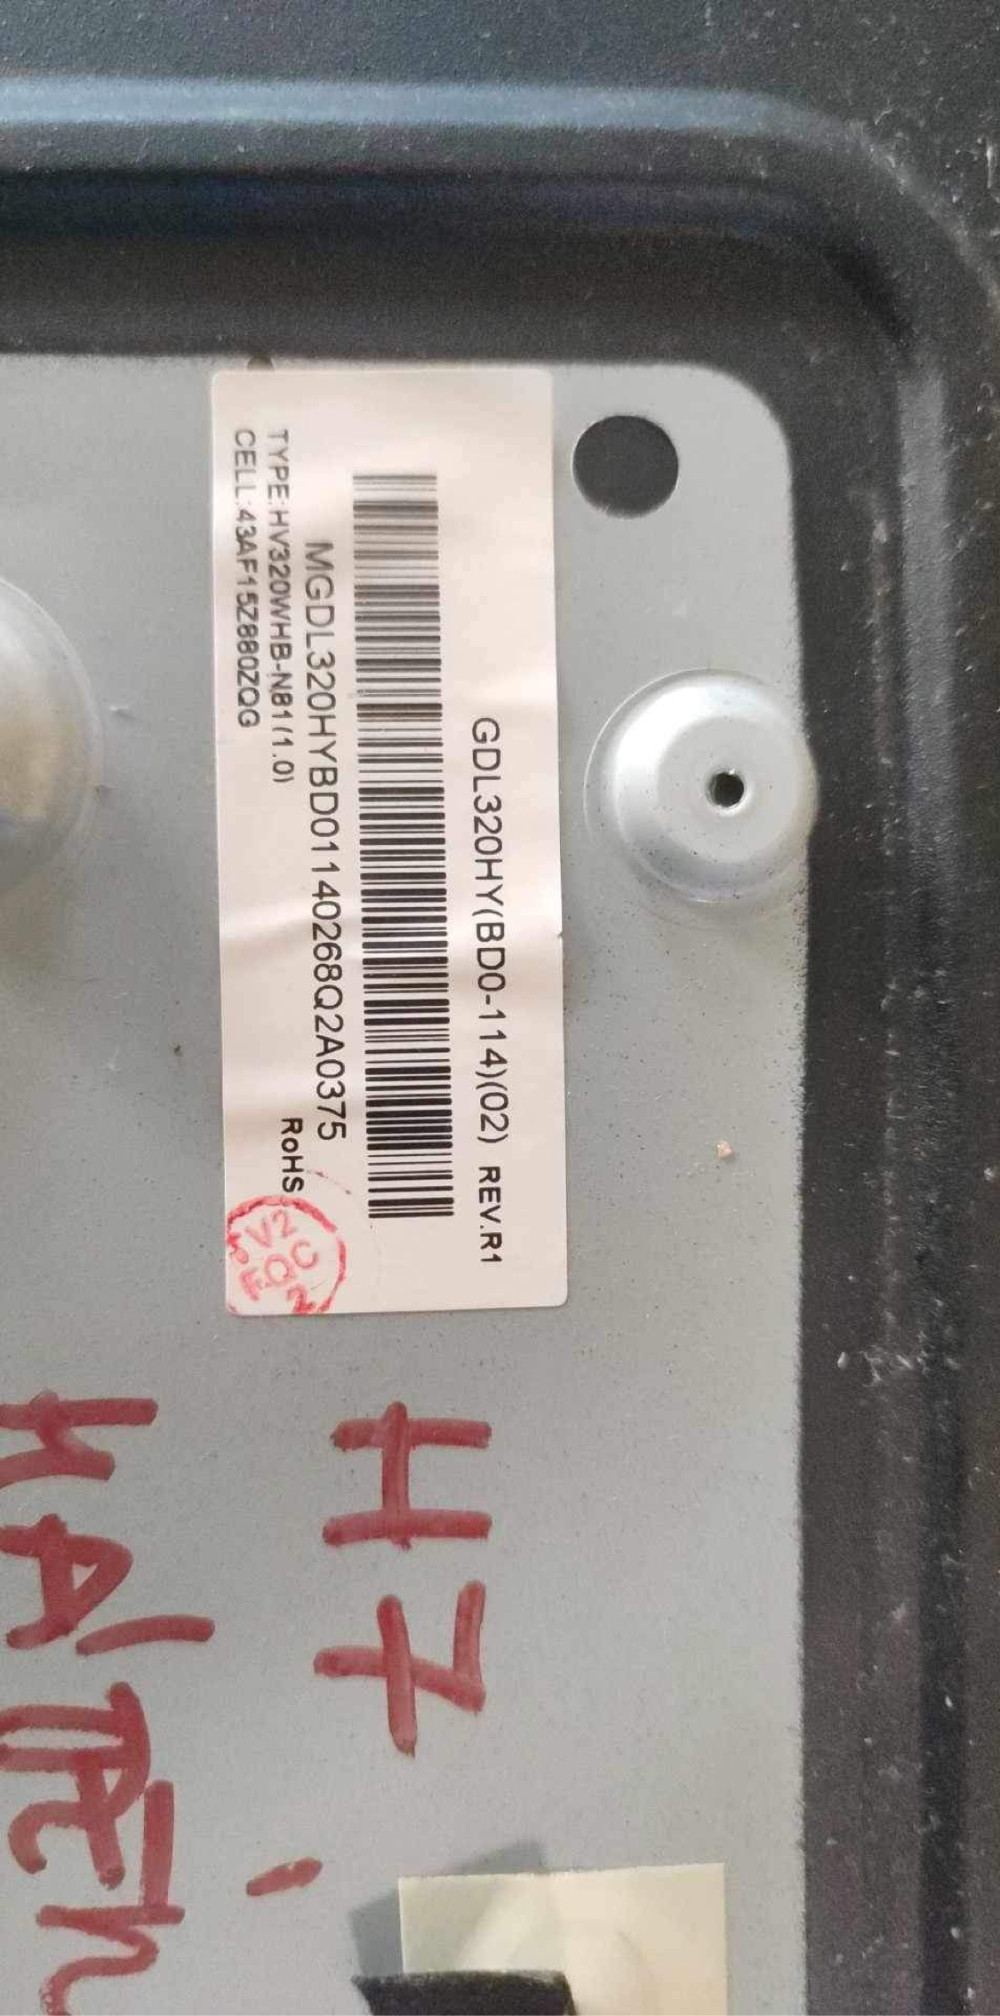 GDL320HY(BD0-114)(02) REV.R1
MGDL320HYBD01140268Q2A0375
TYPE:HV320WHB-N81(1.0)
RoHS
CELL:43AF15Z880ZQG
H7